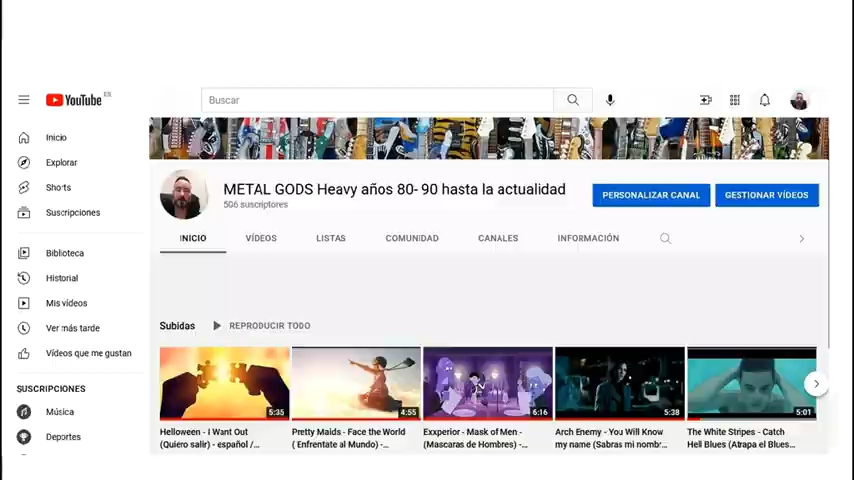 YouTube ES
Buscar
Inicio
Explorar
Shorts
Suscripciones
Biblioteca
Historial
Mis vídeos
Ver más tarde
Vídeos que me gustan
SUSCRIPCIONES
Música
Deportes
METAL GODS Heavy años 80- 90 hasta la actualidad
506 suscriptores
PERSONALIZAR CANAL
GESTIONAR VÍDEOS
INICIO
VÍDEOS
LISTAS
COMUNIDAD
CANALES
INFORMACIÓN
Subidas
REPRODUCIR TODO
5:35
Helloween - I Want Out
(Quiero salir) - español /...
4:55
Pretty Maids - Face the World
( Enfrentate al Mundo) -...
6:16
Exxperior - Mask of Men -
(Mascaras de Hombres) -...
5:38
Arch Enemy - You Will Know
my name (Sabras mi nombr...
5:01
The White Stripes - Catch
Hell Blues (Atrapa el Blues...